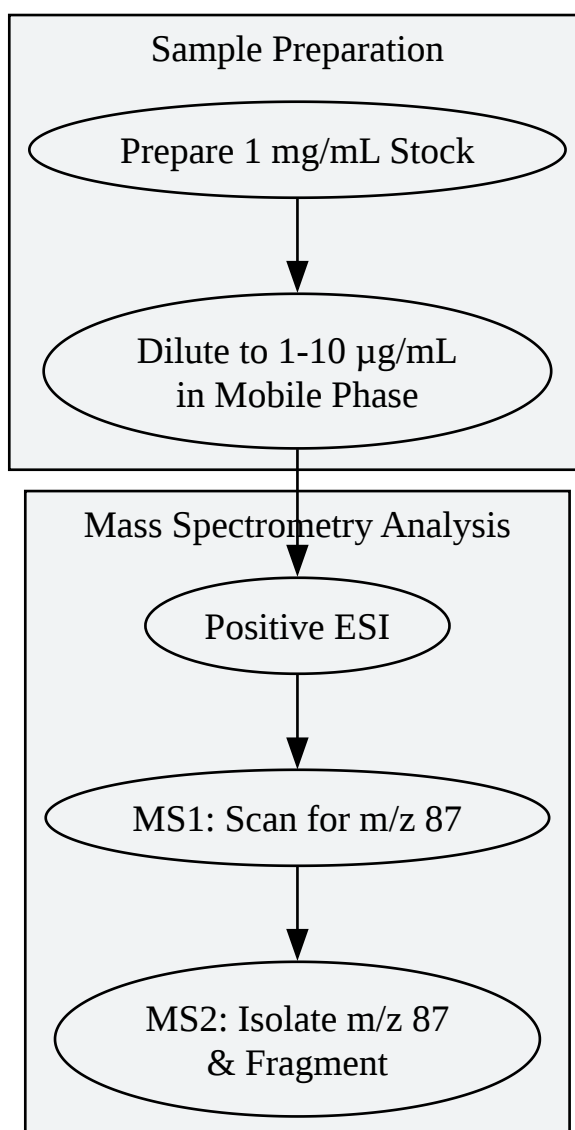 Sample Preparation
Prepare 1 mg/mL Stock
Dilute to 1-10 µg/mL
in Mobile Phase
Mass Spectrometry Analysis
Positive ESI
MS1: Scan for m/z 87
MS2: Isolate m/z 87
& Fragment